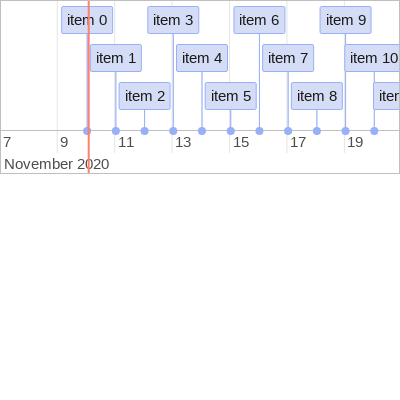 item 0 item 3 item 6 item 9
item 1 item 4 item 7 item 10
item 2 item 5 item 8
7 9 11 13 15 17 19
November 2020